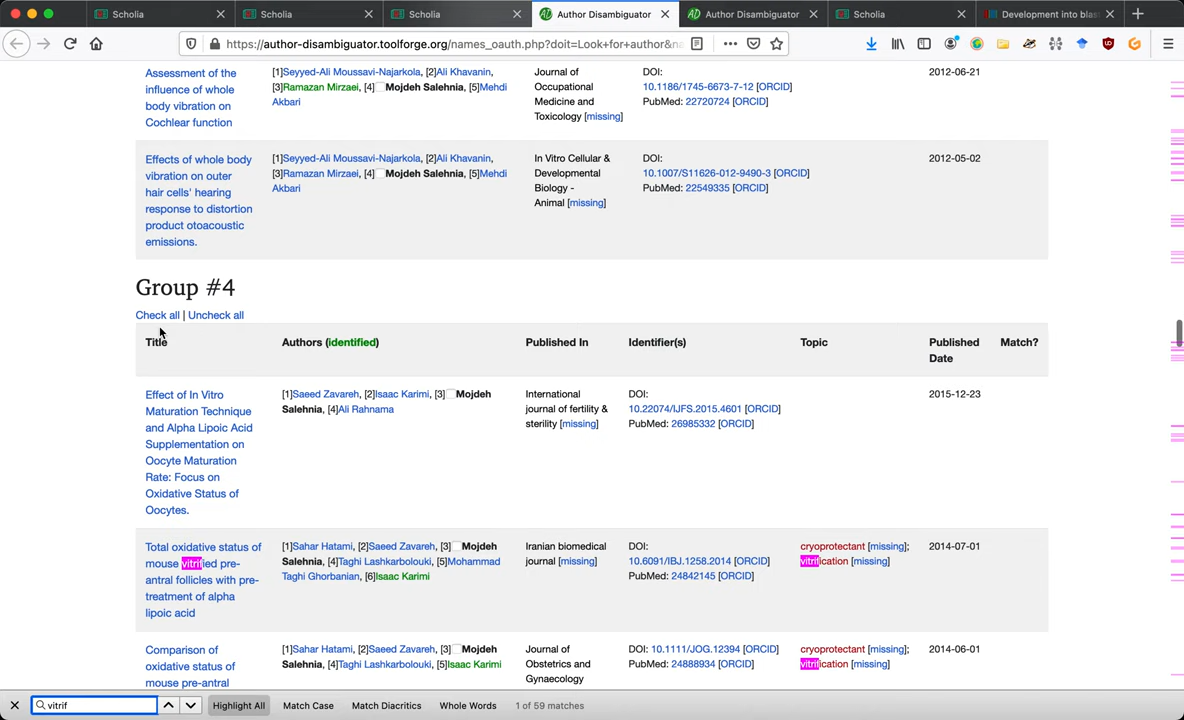 Scholia
Scholia
Scholia
Author Disambiguator
Author Disambiguator
Scholia
Development into blas
https://author-disambiguator.toolforge.org/names_oauth.php?doit=Look+for+author&na
Assessment of the
influence of whole
body vibration on
Cochlear function
[1]Seyyed-Ali Moussavi-Najarkola, [2]Ali Khavanin,
[3]Ramazan Mirzaei, [4] Mojdeh Salehnia, [5]Mehdi
Akbari
Journal of
Occupational
Medicine and
Toxicology [missing]
DOI:
10.1186/1745-6673-7-12 [ORCID]
PubMed: 22720724 [ORCID]
2012-06-21
Effects of whole body
vibration on outer
hair cells' hearing
response to distortion
product otoacoustic
emissions.
[1]Seyyed-Ali Moussavi-Najarkola, [2]Ali Khavanin,
[3]Ramazan Mirzaei, [4] Mojdeh Salehnia, [5]Mehdi
Akbari
In Vitro Cellular &
Developmental
Biology -
Animal [missing]
DOI:
10.1007/S11626-012-9490-3 [ORCID]
PubMed: 22549335 [ORCID]
2012-05-02
Group #4
Check all | Uncheck all
Title
Authors (identified)
Published In
Identifier(s)
Topic
Published
Date
Match?
Effect of In Vitro
Maturation Technique
and Alpha Lipoic Acid
Supplementation on
Oocyte Maturation
Rate: Focus on
Oxidative Status of
Oocytes.
[1]Saeed Zavareh, [2]Isaac Karimi, [3] Mojdeh
Salehnia, [4]Ali Rahnama
International
journal of fertility &
sterility [missing]
DOI:
10.22074/IJFS.2015.4601 [ORCID]
PubMed: 26985332 [ORCID]
2015-12-23
Total oxidative status of
mouse vitrified pre-
antral follicles with pre-
treatment of alpha
lipoic acid
[1]Sahar Hatami, [2]Saeed Zavareh, [3] Mojdeh
Salehnia, [4]Taghi Lashkarbolouki, [5]Mohammad
Taghi Ghorbanian, [6]Isaac Karimi
Iranian biomedical
journal [missing]
DOI:
10.6091/IBJ.1258.2014 [ORCID]
PubMed: 24842145 [ORCID]
cryoprotectant [missing];
vitrification [missing]
2014-07-01
Comparison of
oxidative status of
mouse pre-antral
[1]Sahar Hatami, [2]Saeed Zavareh, [3] Mojdeh
Salehnia, [4]Taghi Lashkarbolouki, [5]Isaac Karimi
Journal of
Obstetrics and
Gynaecology
DOI: 10.1111/JOG.12394 [ORCID]
PubMed: 24888934 [ORCID]
cryoprotectant [missing];
vitrification [missing]
2014-06-01
vitrif
Highlight All
Match Case
Match Diacritics
Whole Words
1 of 59 matches